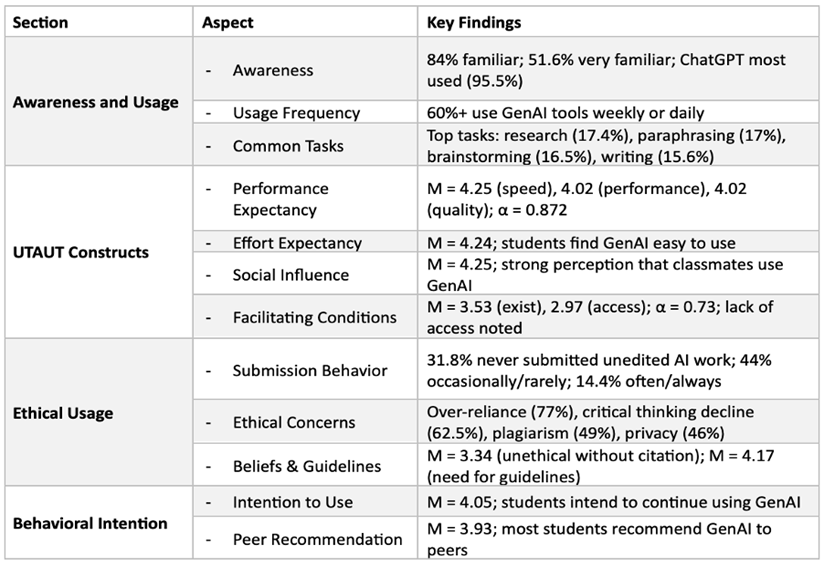 Section Aspect Key Findings
Awareness and Usage
- Awareness
84% familiar; 51.6% very familiar; ChatGPT most
used (95.5%)
- Usage Frequency
60%+ use GenAI tools weekly or daily
- Common Tasks
Top tasks: research (17.4%), paraphrasing (17%),
brainstorming (16.5%), writing (15.6%)
UTAUT Constructs
- Performance
Expectancy
M = 4.25 (speed), 4.02 (performance), 4.02
(quality); α = 0.872
- Effort Expectancy
M = 4.24; students find GenAI easy to use
- Social Influence
M = 4.25; strong perception that classmates use
GenAI
- Facilitating Conditions
M = 3.53 (exist), 2.97 (access); α = 0.73; lack of
access noted
Ethical Usage
- Submission Behavior
31.8% never submitted unedited AI work; 44%
occasionally/rarely; 14.4% often/always
- Ethical Concerns
Over-reliance (77%), critical thinking decline
(62.5%), plagiarism (49%), privacy (46%)
- Beliefs & Guidelines
M = 3.34 (unethical without citation); M = 4.17
(need for guidelines)
Behavioral Intention
- Intention to Use
M = 4.05; students intend to continue using GenAI
- Peer Recommendation
M = 3.93; most students recommend GenAI to
peers